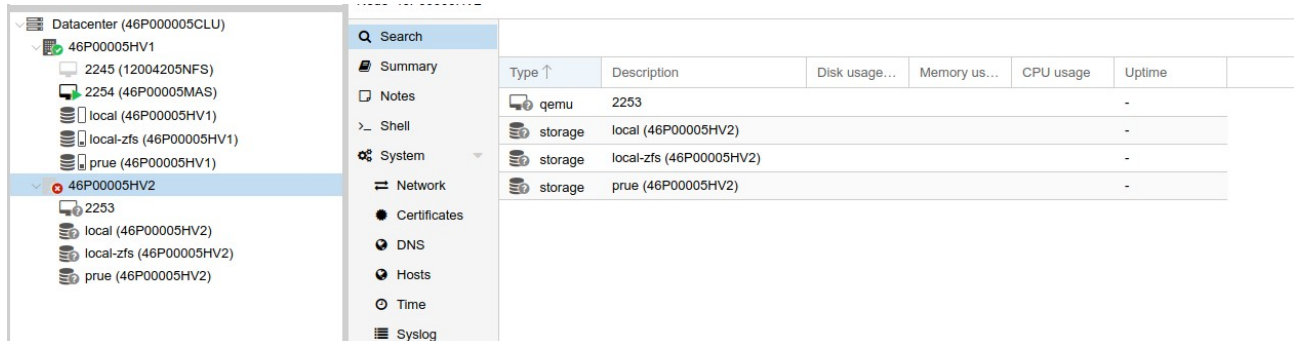 Datacenter (46P000005CLU)
46P00005HV1
2245 (12004205NFS)
2254 (46P00005MAS)
local (46P00005HV1)
local-zfs (46P00005HV1)
prue (46P00005HV1)
46P00005HV2
2253
local (46P00005HV2)
local-zfs (46P00005HV2)
prue (46P00005HV2)
Search
Summary
Notes
>_ Shell
System
Network
Certificates
DNS
Hosts
Time
Syslog
Type ↑ Description Disk usage... Memory us... CPU usage Uptime
qemu 2253 -
storage local (46P00005HV2) -
storage local-zfs (46P00005HV2) -
storage prue (46P00005HV2) -